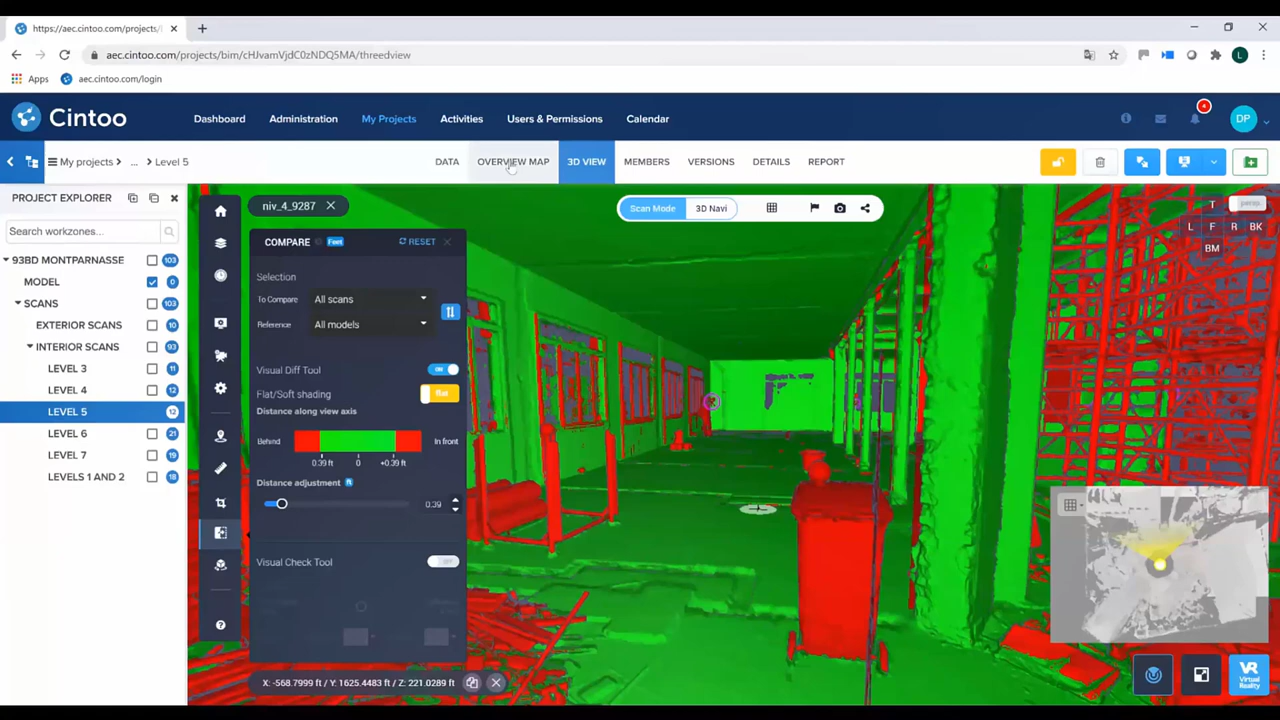 https://aec.cintoo.com/projects/
aec.cintoo.com/projects/bim/cHJvamVjdC0zNDQ5MA/threedview
L
Apps
aec.cintoo.com/login
Cintoo
Dashboard
Administration
My Projects
Activities
Users & Permissions
Calendar
4
DP
My projects
...
Level 5
DATA
OVERVIEW MAP
3D VIEW
MEMBERS
VERSIONS
DETAILS
REPORT
PROJECT EXPLORER
Search workzones...
93BD MONTPARNASSE
103
MODEL
0
SCANS
103
EXTERIOR SCANS
10
INTERIOR SCANS
93
LEVEL 3
11
LEVEL 4
12
LEVEL 5
12
LEVEL 6
21
LEVEL 7
19
LEVELS 1 AND 2
18
niv_4_9287
COMPARE
Feet
RESET
Selection
To Compare
All scans
Reference
All models
Visual Diff Tool
ON
Flat/Soft shading
flat
Distance along view axis
Behind
In front
0.39 ft
0
+0.39 ft
Distance adjustment
ft
0.39
Visual Check Tool
OFF
Scan Mode
3D Navi
T
persp.
L
F
R
BK
BM
X: -568.7999 ft / Y: 1625.4483 ft / Z: 221.0289 ft
VR
Virtual
Reality